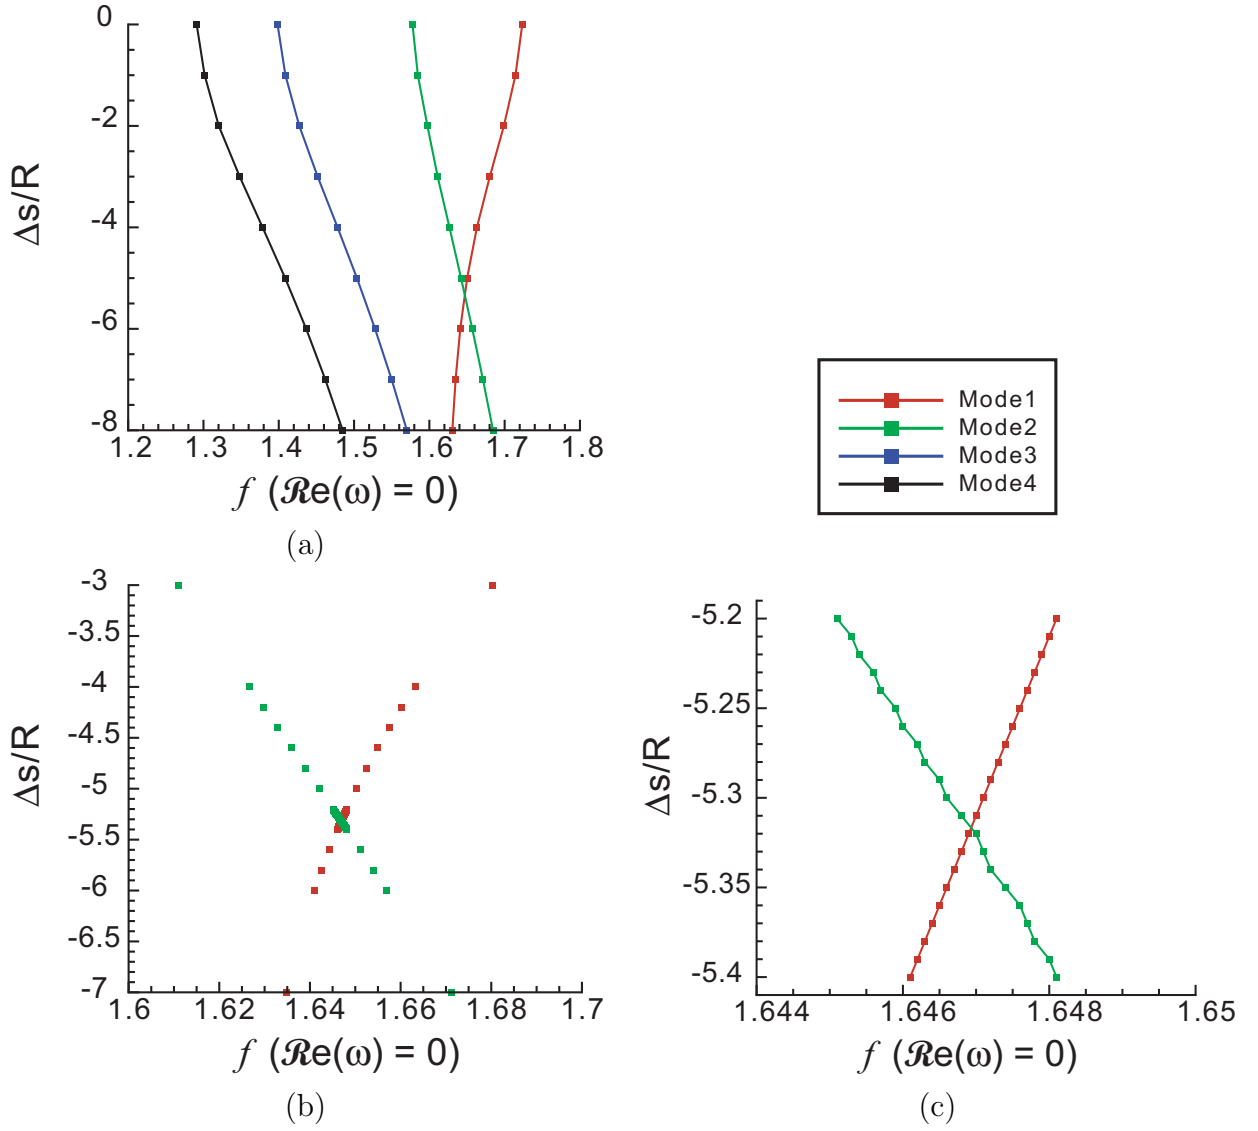 0
-2
-4
-6
-8
Δs/R
1.2 1.3 1.4 1.5 1.6 1.7 1.8
f (ℛe(ω) = 0)
(a)
Mode1
Mode2
Mode3
Mode4
-3
-3.5
-4
-4.5
-5
-5.5
-6
-6.5
-7
Δs/R
1.6 1.62 1.64 1.66 1.68 1.7
f (ℛe(ω) = 0)
(b)
-5.2
-5.25
-5.3
-5.35
-5.4
Δs/R
1.644 1.646 1.648 1.65
f (ℛe(ω) = 0)
(c)